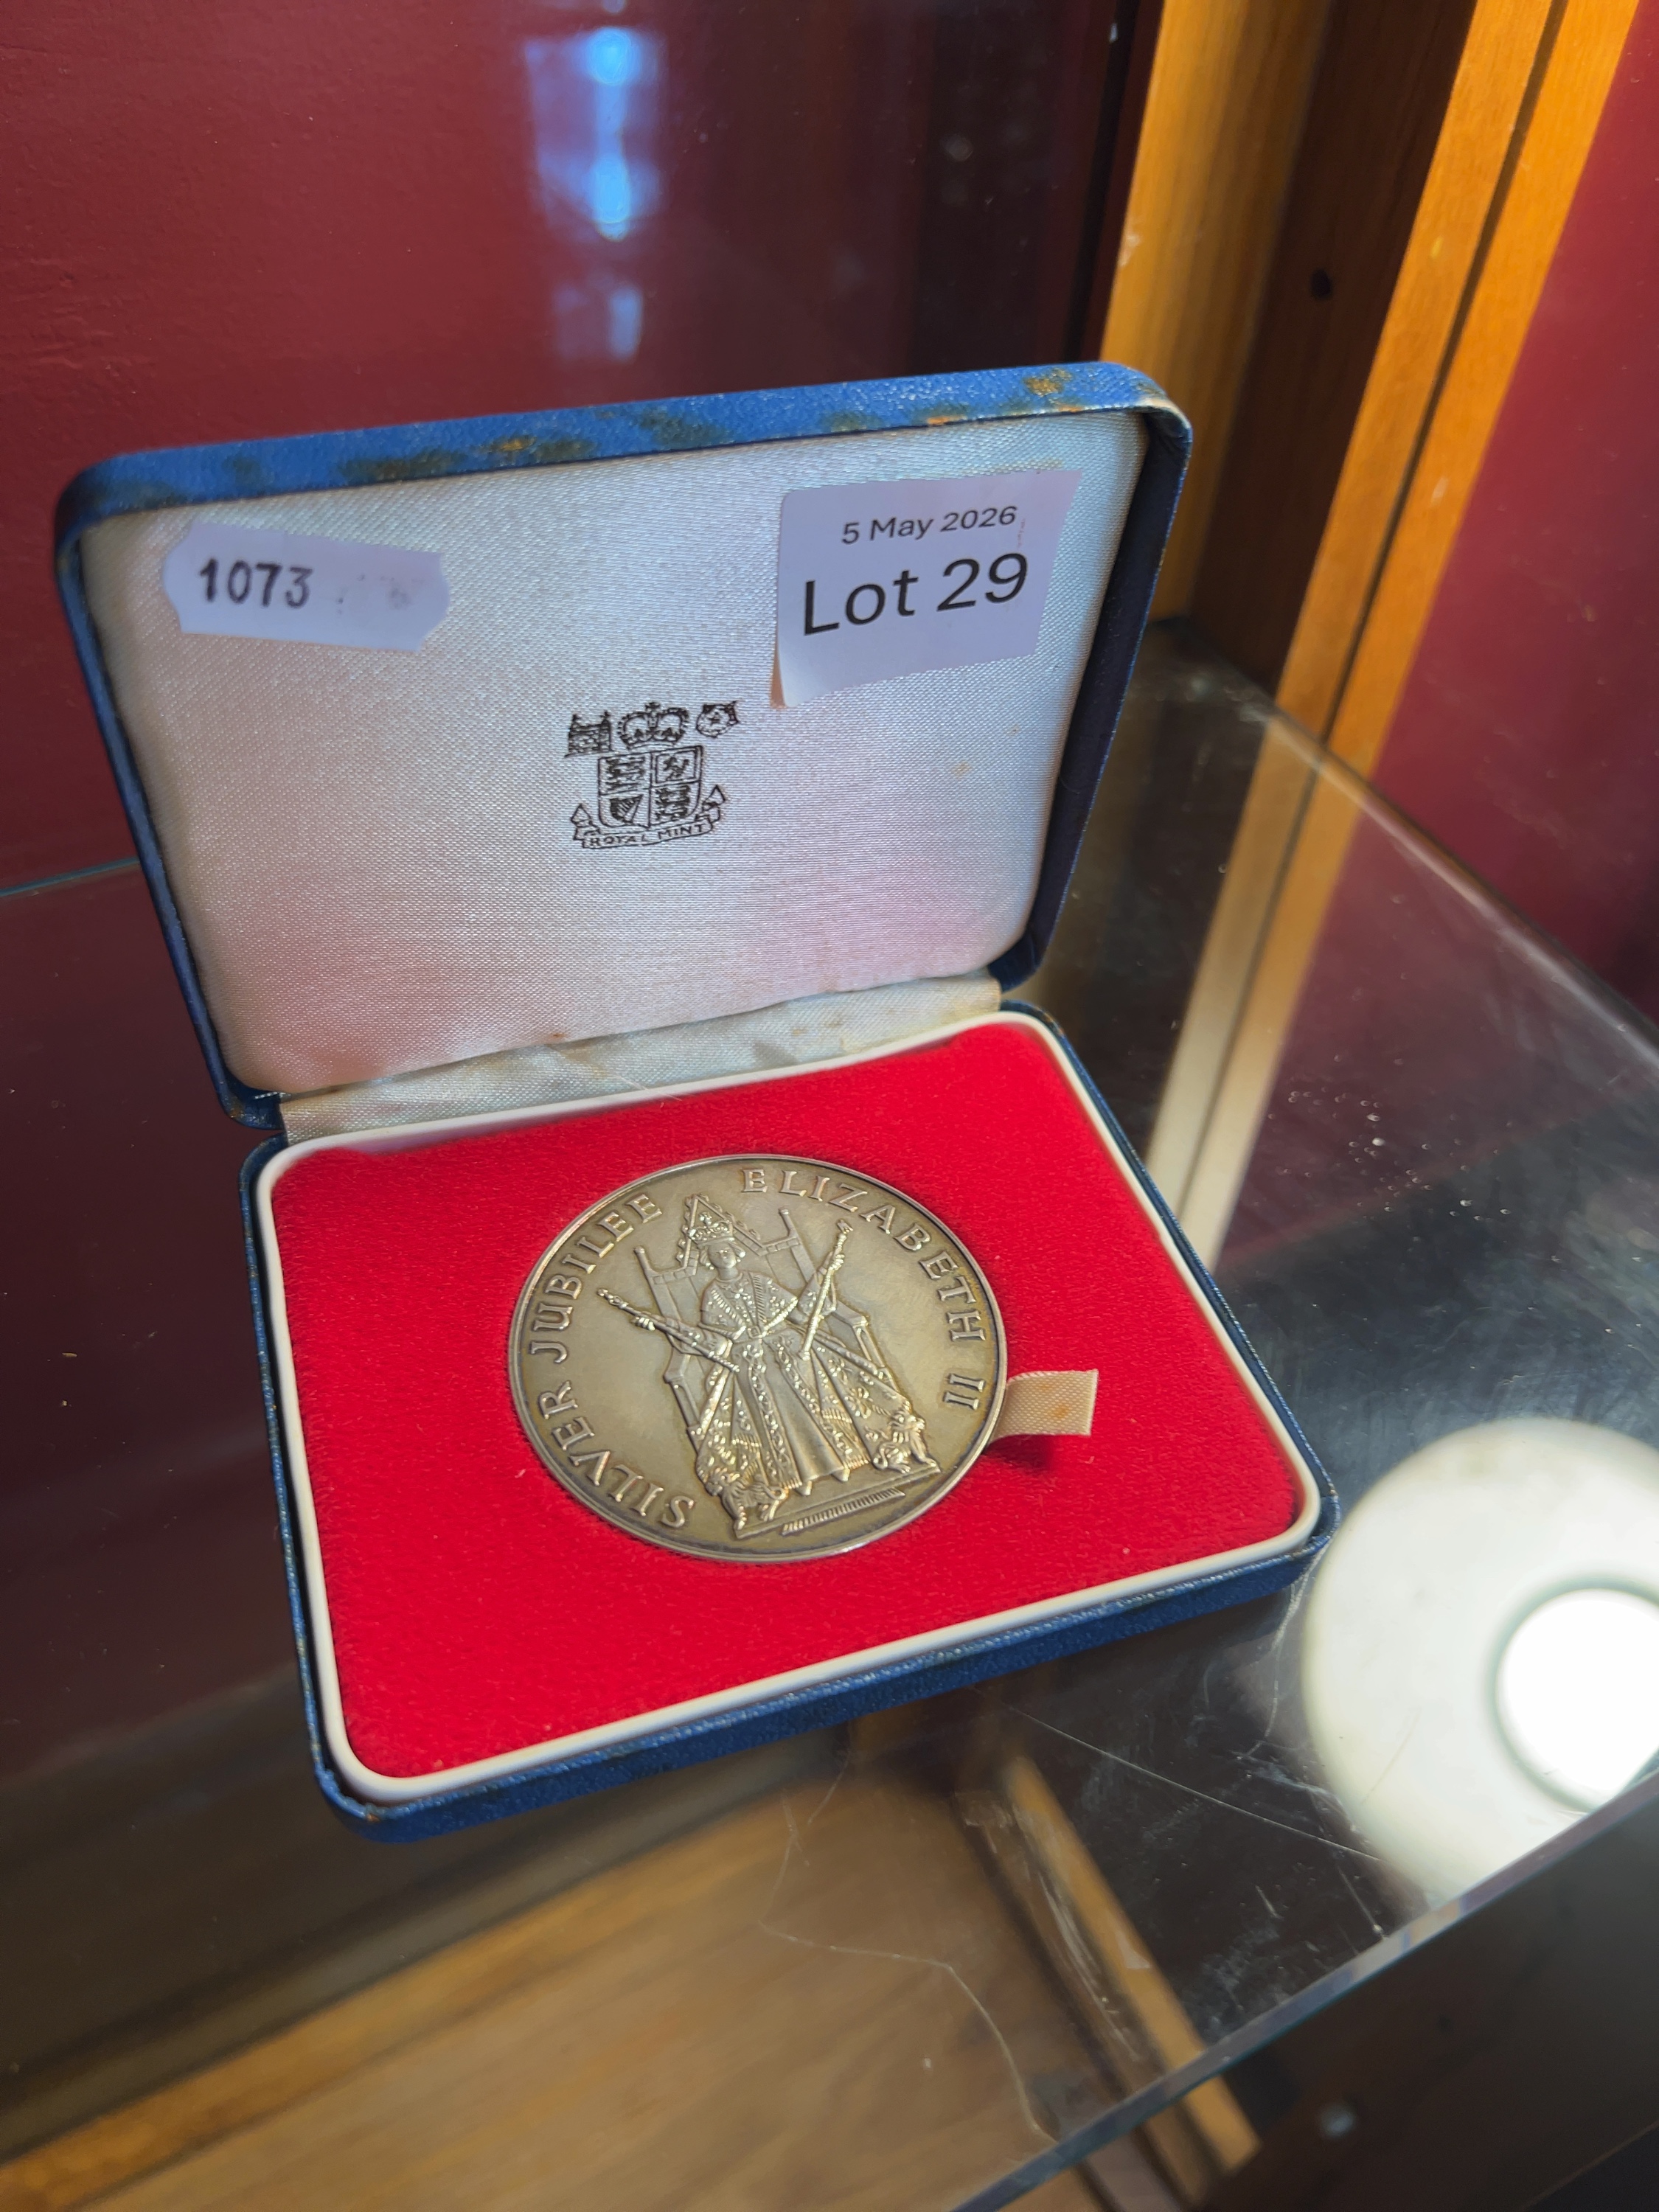 1073
5 May 2026
Lot 29
ROYAL MINT
SILVER JUBILEE ELIZABETH II